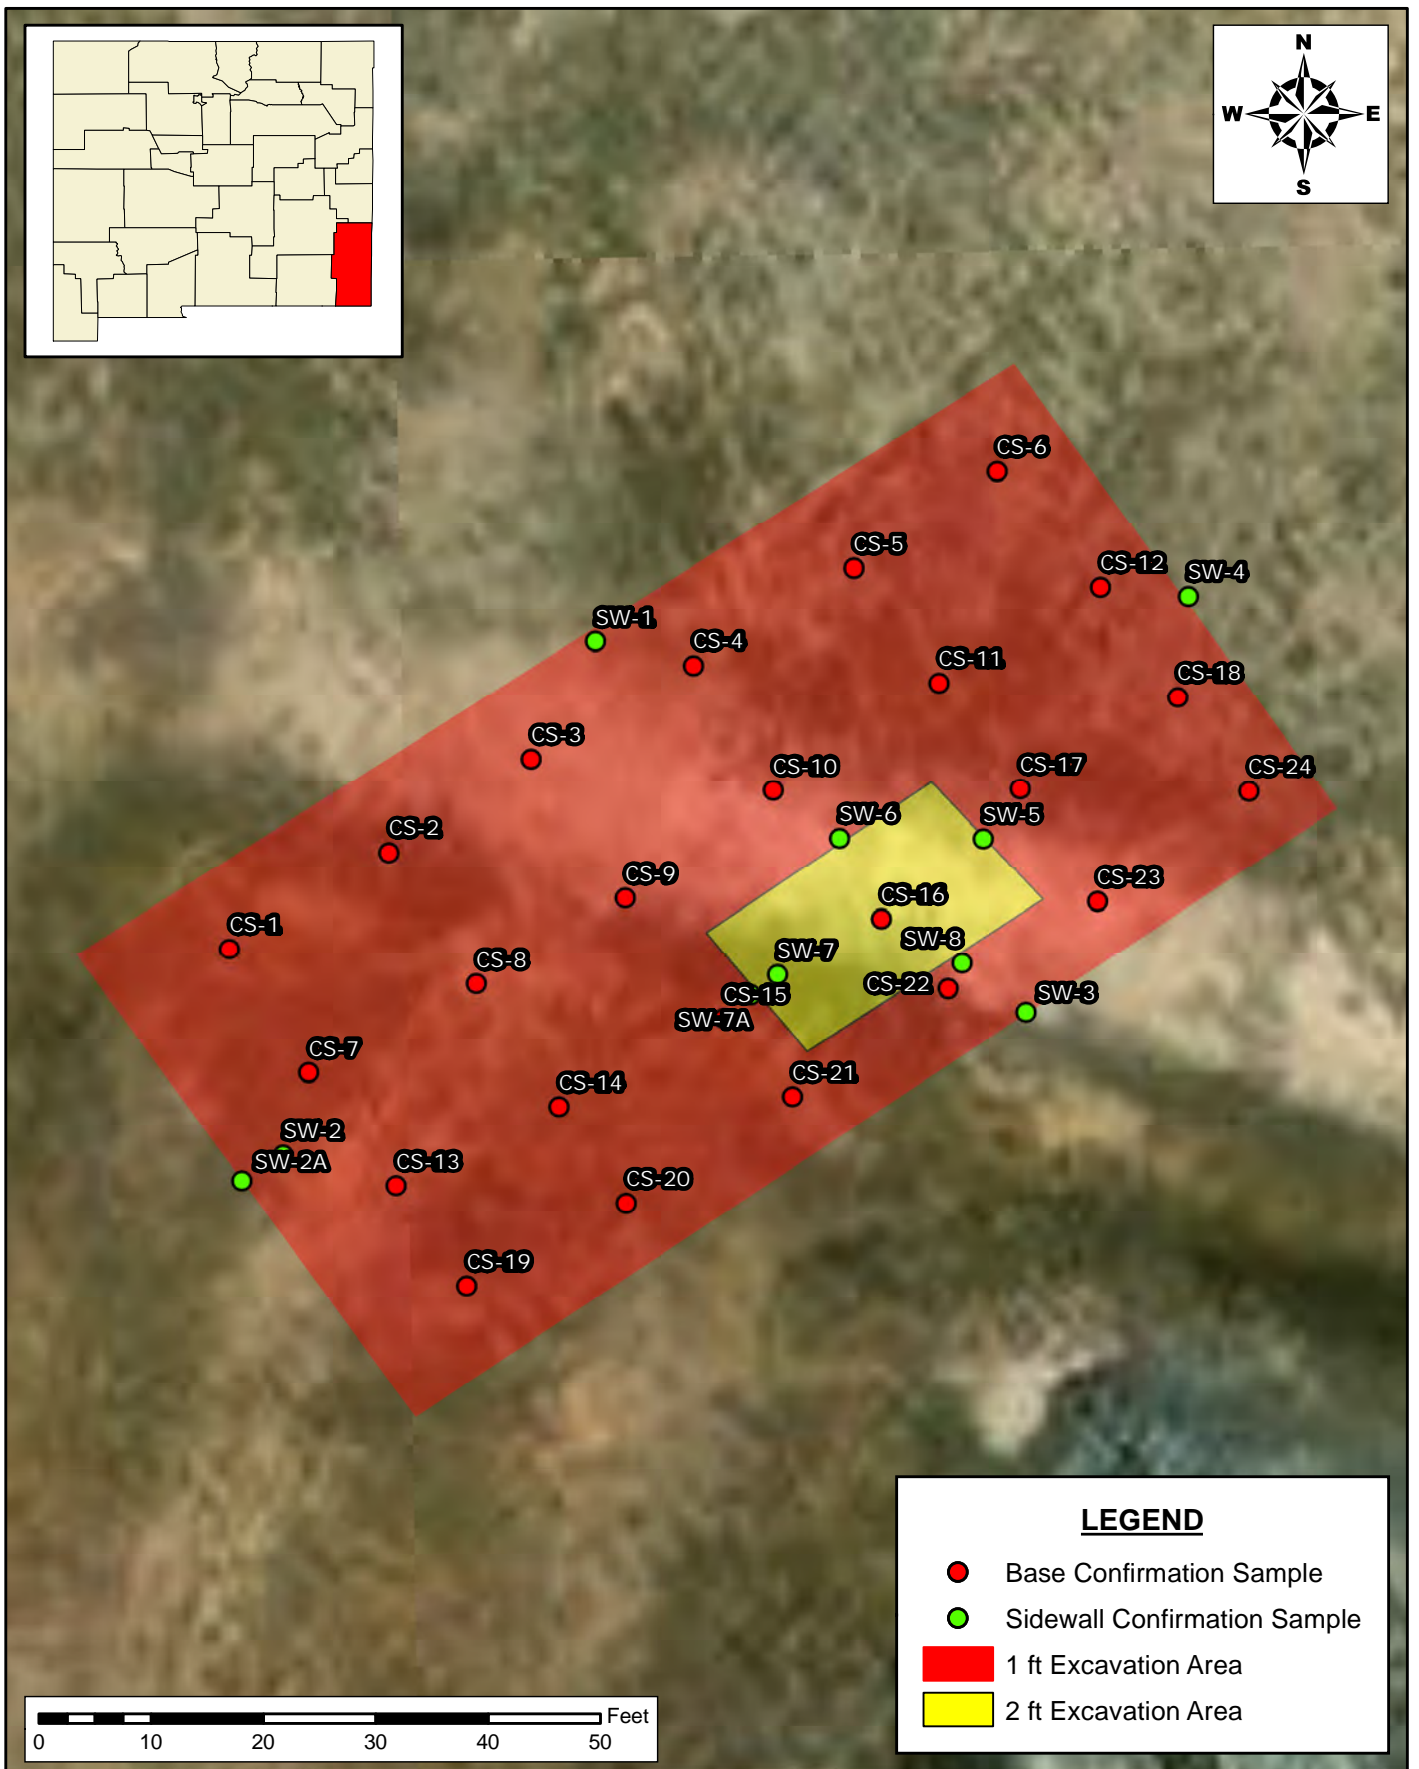 N
W E
S
CS-6
CS-5
CS-12
SW-4
SW-1
CS-4
CS-11
CS-18
CS-3
CS-10
CS-17
CS-24
SW-6
SW-5
CS-2
CS-9
CS-16
CS-23
CS-1
SW-7
SW-8
CS-8
CS-15
CS-22
SW-3
SW-7A
CS-7
CS-14
CS-21
SW-2
SW-2A
CS-13
CS-20
CS-19
LEGEND
Base Confirmation Sample
Sidewall Confirmation Sample
1 ft Excavation Area
2 ft Excavation Area
Feet
0 10 20 30 40 50